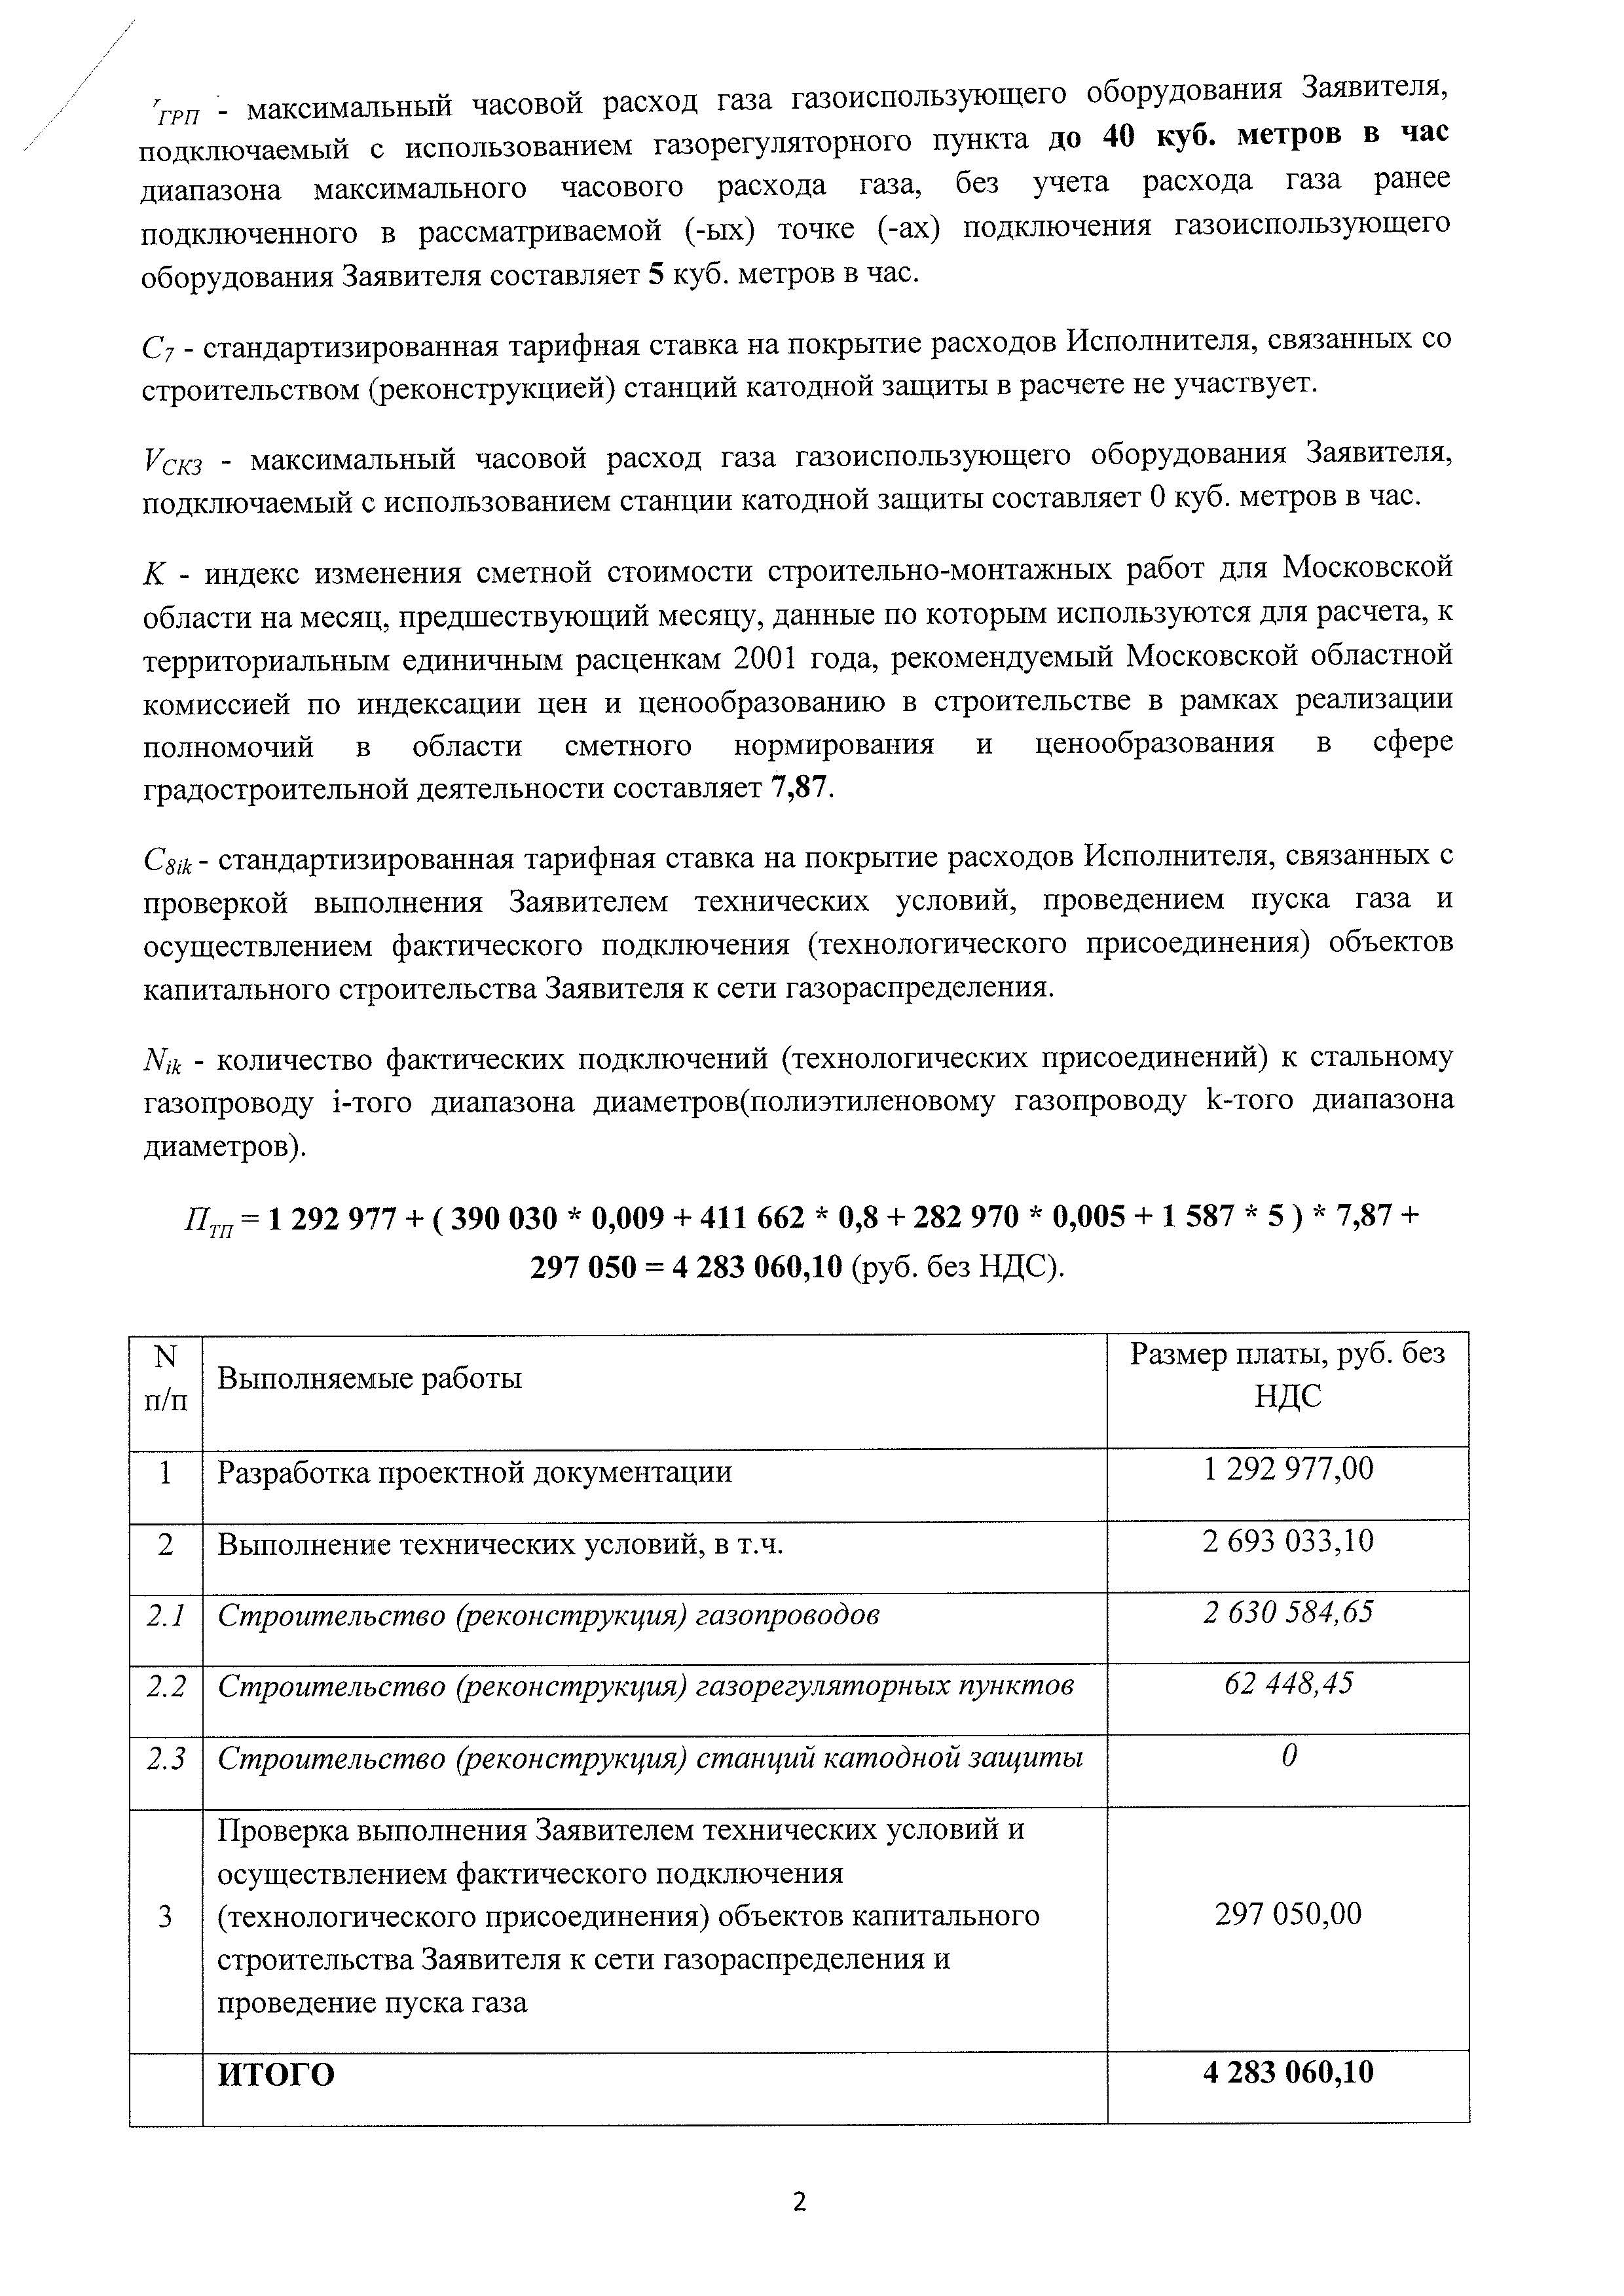 ГРП - максимальный часовой расход газа газоиспользующего оборудования Заявителя,
подключаемый с использованием газорегуляторного пункта до 40 куб. метров в час
диапазона максимального часового расхода газа, без учета расхода газа ранее
подключенного в рассматриваемой (-ых) точке (-ах) подключения газоиспользующего
оборудования Заявителя составляет 5 куб. метров в час.
C7 - стандартизированная тарифная ставка на покрытие расходов Исполнителя, связанных со
строительством (реконструкцией) станций катодной защиты в расчете не участвует.
VСКЗ - максимальный часовой расход газа газоиспользующего оборудования Заявителя,
подключаемый с использованием станции катодной защиты составляет 0 куб. метров в час.
K - индекс изменения сметной стоимости строительно-монтажных работ для Московской
области на месяц, предшествующий месяцу, данные по которым используются для расчета, к
территориальным единичным расценкам 2001 года, рекомендуемый Московской областной
комиссией по индексации цен и ценообразованию в строительстве в рамках реализации
полномочий в области сметного нормирования и ценообразования в сфере
градостроительной деятельности составляет 7,87.
C8ik - стандартизированная тарифная ставка на покрытие расходов Исполнителя, связанных с
проверкой выполнения Заявителем технических условий, проведением пуска газа и
осуществлением фактического подключения (технологического присоединения) объектов
капитального строительства Заявителя к сети газораспределения.
Nik - количество фактических подключений (технологических присоединений) к стальному
газопроводу i-того диапазона диаметров(полиэтиленовому газопроводу k-того диапазона
диаметров).
ПТП = 1 292 977 + ( 390 030 * 0,009 + 411 662 * 0,8 + 282 970 * 0,005 + 1 587 * 5 ) * 7,87 +
297 050 = 4 283 060,10 (руб. без НДС).
N п/п Выполняемые работы Размер платы, руб. без НДС
1 Разработка проектной документации 1 292 977,00
2 Выполнение технических условий, в т.ч. 2 693 033,10
2.1 Строительство (реконструкция) газопроводов 2 630 584,65
2.2 Строительство (реконструкция) газорегуляторных пунктов 62 448,45
2.3 Строительство (реконструкция) станций катодной защиты 0
Проверка выполнения Заявителем технических условий и
осуществлением фактического подключения
3 (технологического присоединения) объектов капитального 297 050,00
строительства Заявителя к сети газораспределения и
проведение пуска газа
ИТОГО 4 283 060,10
2